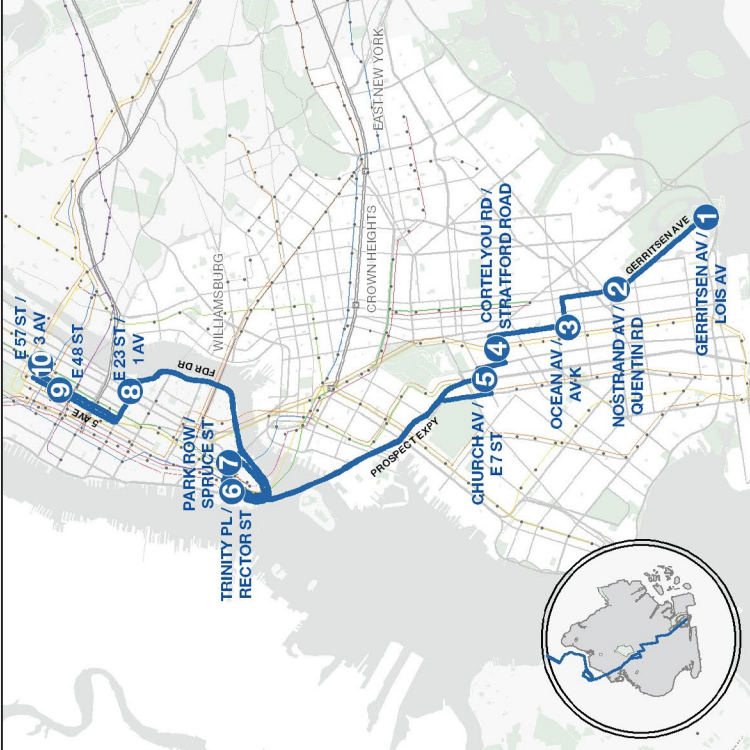 E 57 ST /
3 AV
10
9
E 48 ST
E 23 ST /
1 AV
8
5 AVE
FDR DR
WILLIAMSBURG
EAST NEW YORK
CROWN HEIGHTS
PARK ROW /
SPRUCE ST
7
6
TRINITY PL /
RECTOR ST
PROSPECT EXPY
CORTELYOU RD /
STRATFORD ROAD
4
5
CHURCH AV /
E 7 ST
3
OCEAN AV /
AV-K
2
NOSTRAND AV /
QUENTIN RD
GERRITSEN AVE
1
GERRITSEN AV /
LOIS AV